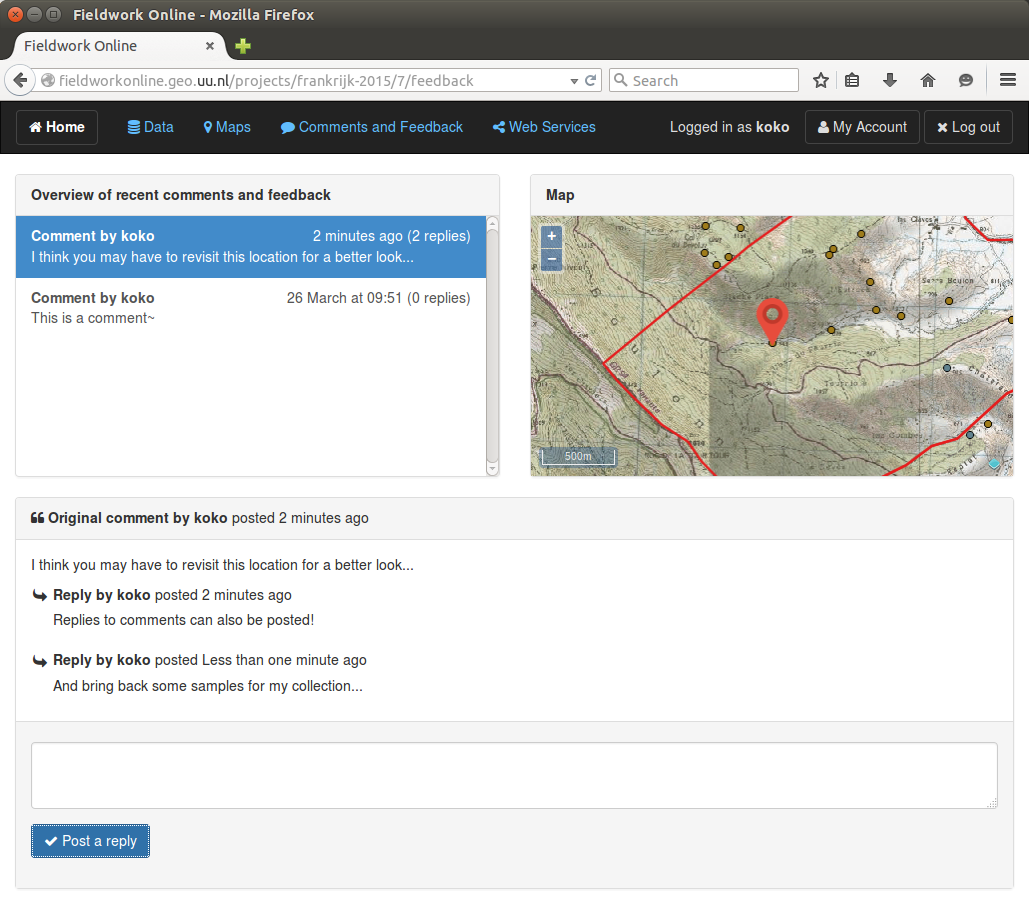 Fieldwork Online - Mozilla Firefox
Fieldwork Online
fieldworkonline.geo.uu.nl/projects/frankrijk-2015/7/feedback
Search
Home Data Maps Comments and Feedback Web Services Logged in as koko My Account Log out
Overview of recent comments and feedback
Comment by koko 2 minutes ago (2 replies)
I think you may have to revisit this location for a better look...
Comment by koko 26 March at 09:51 (0 replies)
This is a comment~
Map
+
−
500m
Original comment by koko posted 2 minutes ago
I think you may have to revisit this location for a better look...
Reply by koko posted 2 minutes ago
Replies to comments can also be posted!
Reply by koko posted Less than one minute ago
And bring back some samples for my collection...
Post a reply